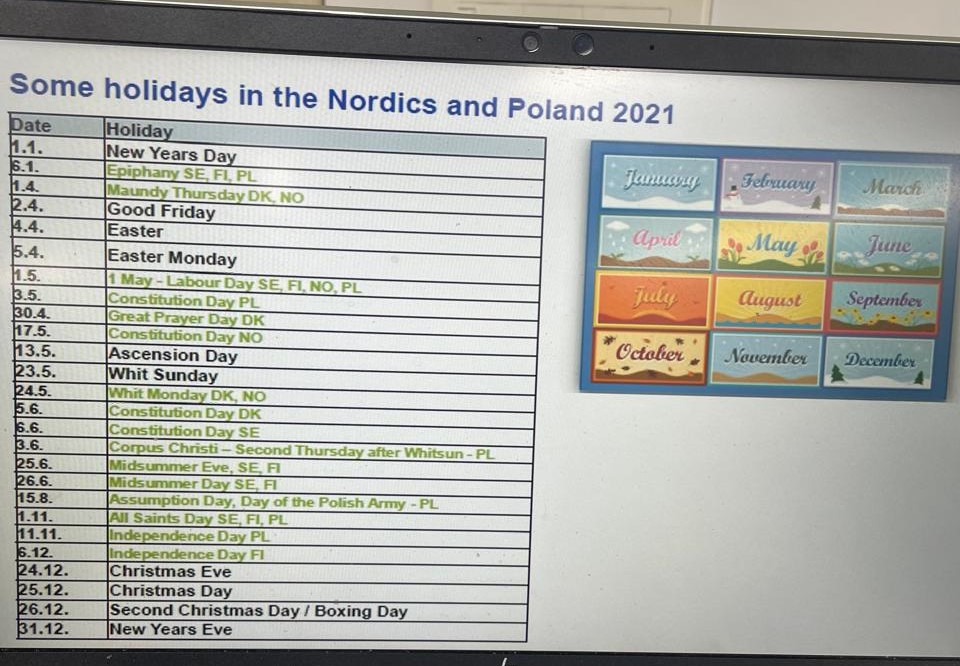 Some holidays in the Nordics and Poland 2021
Date Holiday
1.1. New Years Day
6.1. Epiphany SE, FI, PL
1.4. Maundy Thursday DK, NO
2.4. Good Friday
4.4. Easter
5.4. Easter Monday
1.5. 1 May - Labour Day SE, FI, NO, PL
3.5. Constitution Day PL
30.4. Great Prayer Day DK
17.5. Constitution Day NO
13.5. Ascension Day
23.5. Whit Sunday
24.5. Whit Monday DK, NO
5.6. Constitution Day DK
6.6. Constitution Day SE
3.6. Corpus Christi – Second Thursday after Whitsun - PL
25.6. Midsummer Eve, SE, FI
26.6. Midsummer Day SE, FI
15.8. Assumption Day, Day of the Polish Army - PL
1.11. All Saints Day SE, FI, PL
11.11. Independence Day PL
6.12. Independence Day FI
24.12. Christmas Eve
25.12. Christmas Day
26.12. Second Christmas Day / Boxing Day
31.12. New Years Eve
January February March
April May June
July August September
October November December